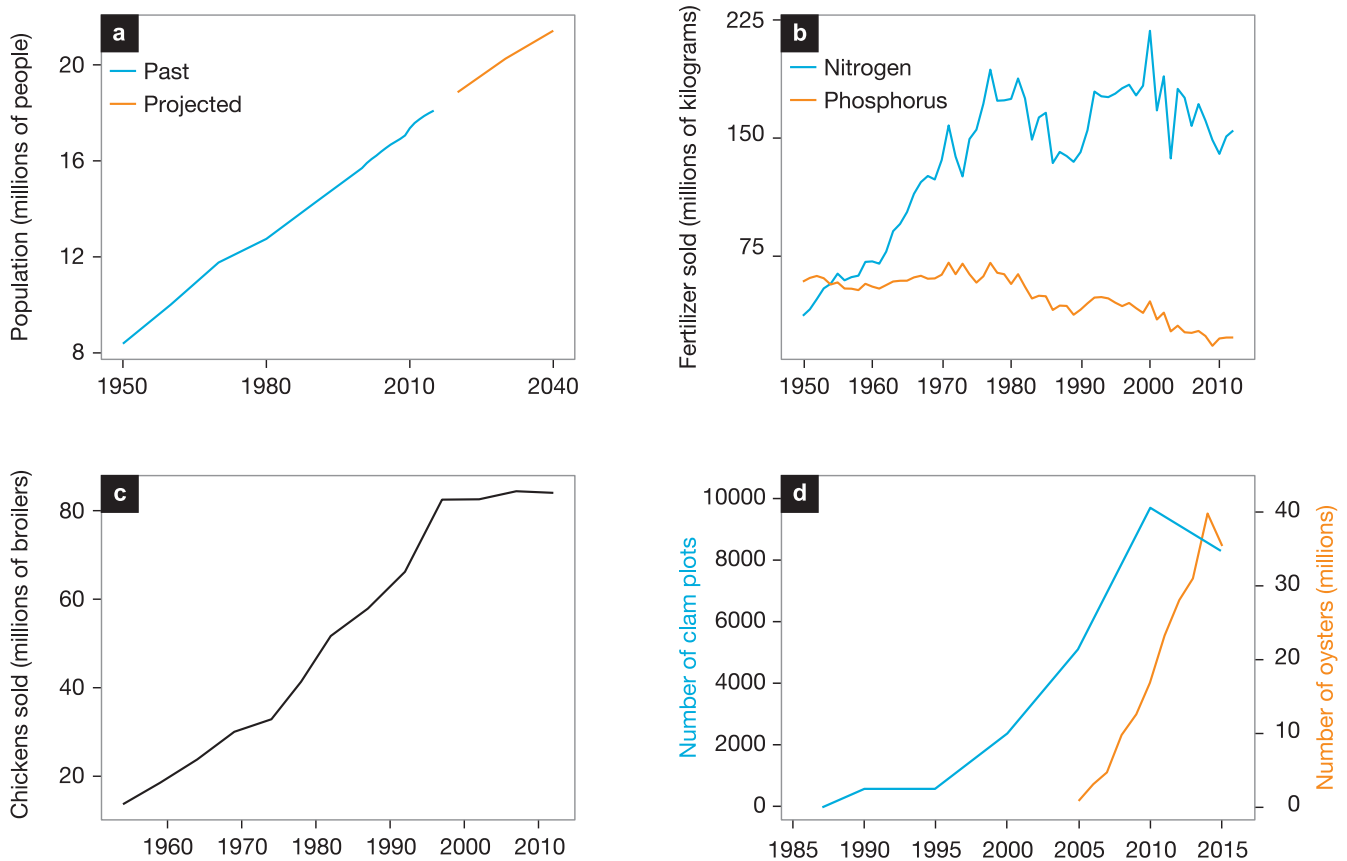 a
Past
Projected
Population (millions of people)
20
16
12
8
1950 1980 2010 2040
b
Nitrogen
Phosphorus
Fertilizer sold (millions of kilograms)
225
150
75
1950 1960 1970 1980 1990 2000 2010
c
Chickens sold (millions of broilers)
80
60
40
20
1960 1970 1980 1990 2000 2010
d
Number of clam plots
10000
8000
6000
4000
2000
0
40
30
20
10
0
Number of oysters (millions)
1985 1990 1995 2000 2005 2010 2015